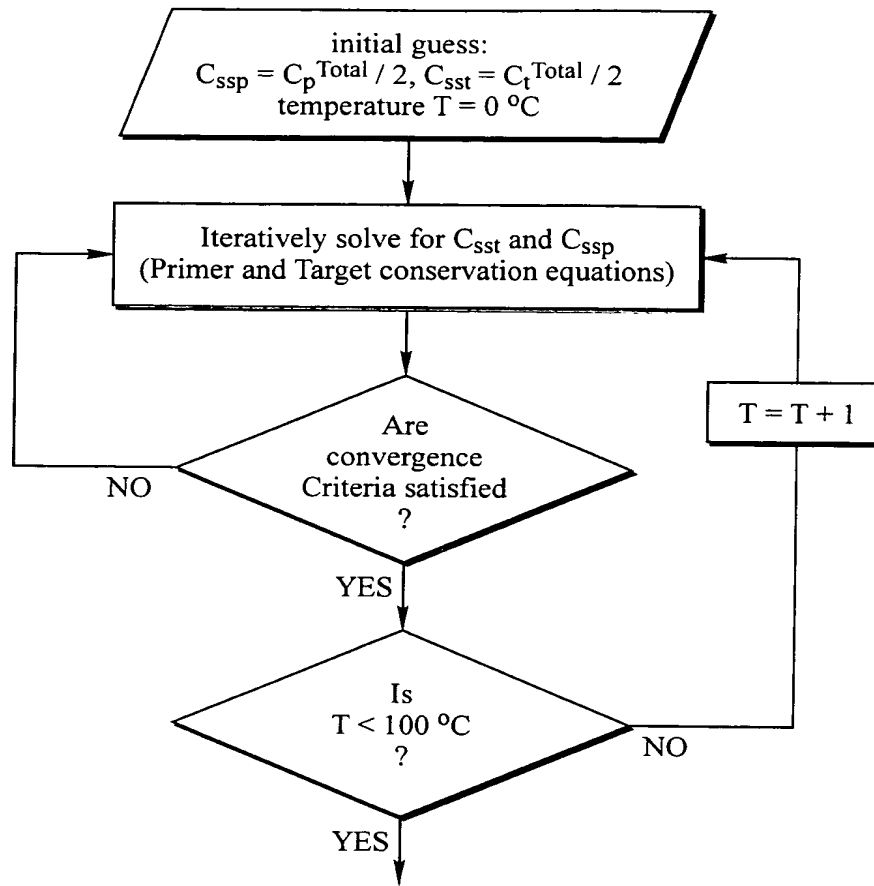 initial guess:
C_ssp = C_p^Total / 2, C_sst = C_t^Total / 2
temperature T = 0 °C
Iteratively solve for C_sst and C_ssp
(Primer and Target conservation equations)
Are
convergence
Criteria satisfied
?
NO
T = T + 1
YES
Is
T < 100 °C
?
NO
YES